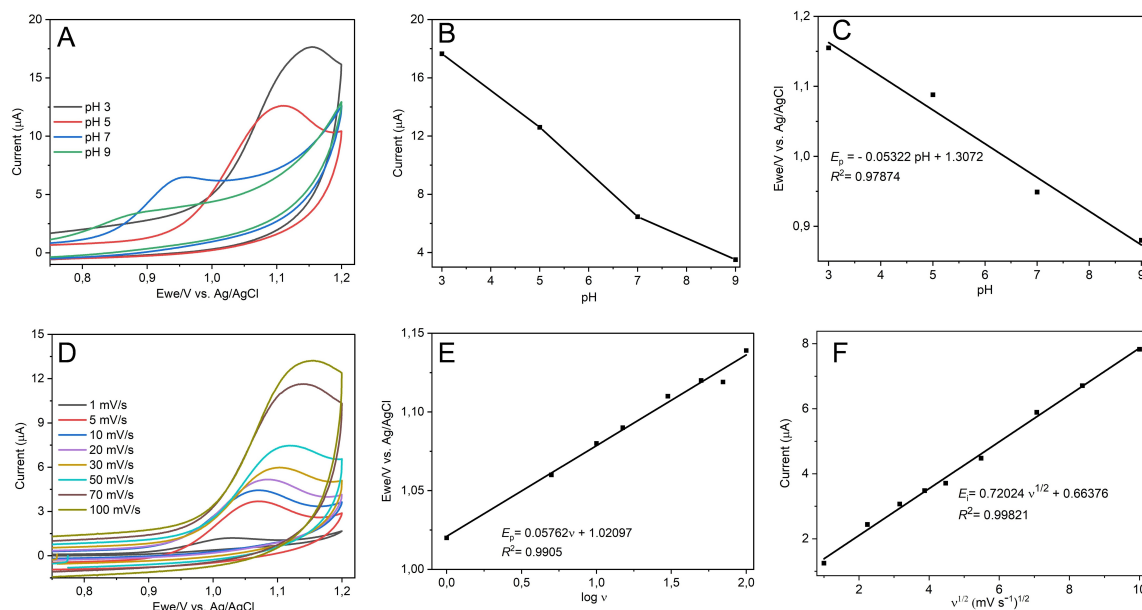 A
20
15
10
5
0
Current (µA)
pH 3
pH 5
pH 7
pH 9
0,8
0,9
1,0
1,1
1,2
Ewe/V vs. Ag/AgCl
B
20
16
12
8
4
Current (µA)
3
4
5
6
7
8
9
pH
C
1,2
1,1
1,0
0,9
Ewe/V vs. Ag/AgCl
Ep = - 0.05322 pH + 1.3072
R²= 0.97874
3
4
5
6
7
8
9
pH
D
15
12
9
6
3
0
Current (µA)
1 mV/s
5 mV/s
10 mV/s
20 mV/s
30 mV/s
50 mV/s
70 mV/s
100 mV/s
0,8
0,9
1,0
1,1
1,2
Ewe/V vs. Ag/AgCl
E
1,15
1,10
1,05
1,00
Ewe/V vs. Ag/AgCl
Ep = 0.05762ν + 1.02097
R²= 0.9905
0,0
0,5
1,0
1,5
2,0
log ν
F
8
6
4
2
Current (µA)
Ei= 0.72024 ν^1/2 + 0.66376
R²= 0.99821
2
4
6
8
10
ν^1/2 (mV s⁻¹)^1/2